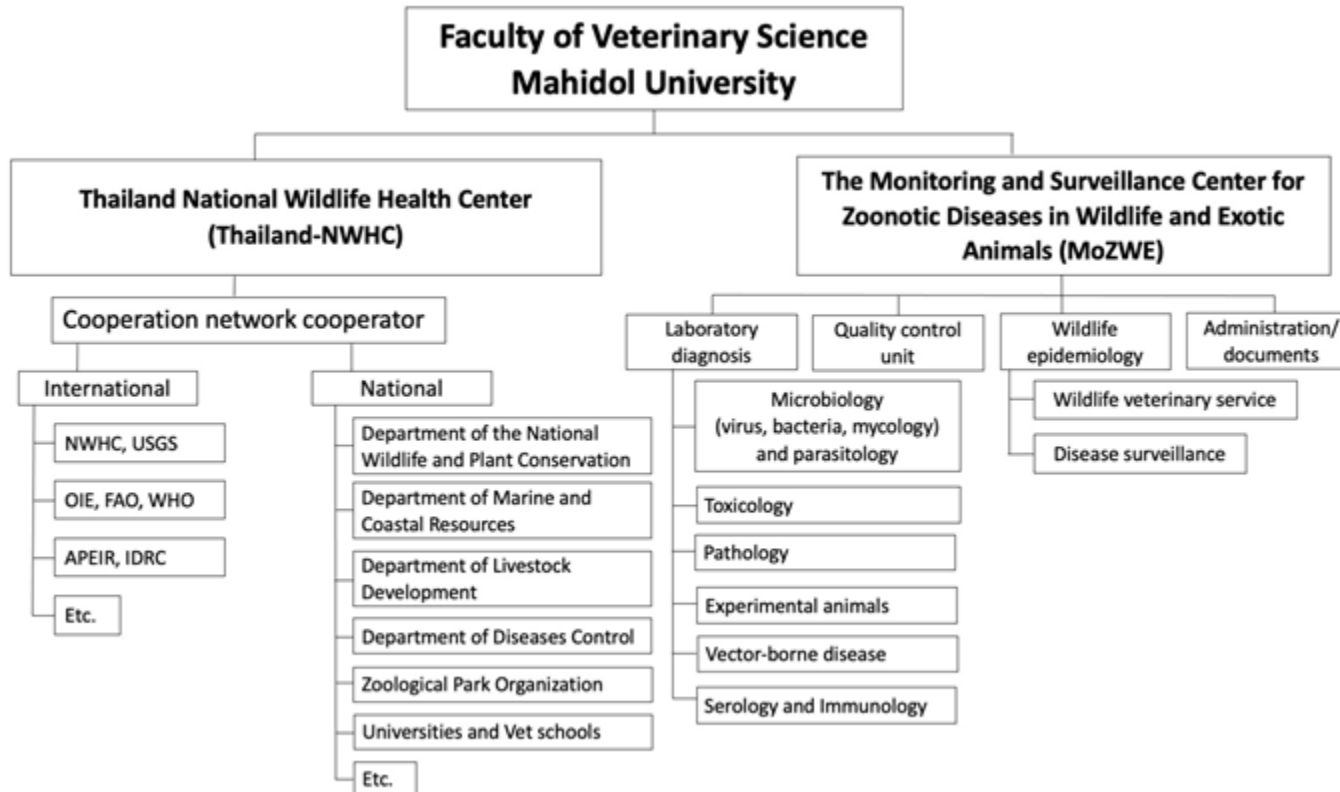 Faculty of Veterinary Science
Mahidol University
Thailand National Wildlife Health Center
(Thailand-NWHC)
The Monitoring and Surveillance Center for
Zoonotic Diseases in Wildlife and Exotic
Animals (MoZWE)
Cooperation network cooperator
International
NWHC, USGS
OIE, FAO, WHO
APEIR, IDRC
Etc.
National
Department of the National
Wildlife and Plant Conservation
Department of Marine and
Coastal Resources
Department of Livestock
Development
Department of Diseases Control
Zoological Park Organization
Universities and Vet schools
Etc.
Laboratory
diagnosis
Microbiology
(virus, bacteria, mycology)
and parasitology
Toxicology
Pathology
Experimental animals
Vector-borne disease
Serology and Immunology
Quality control
unit
Wildlife
epidemiology
Wildlife veterinary service
Disease surveillance
Administration/
documents